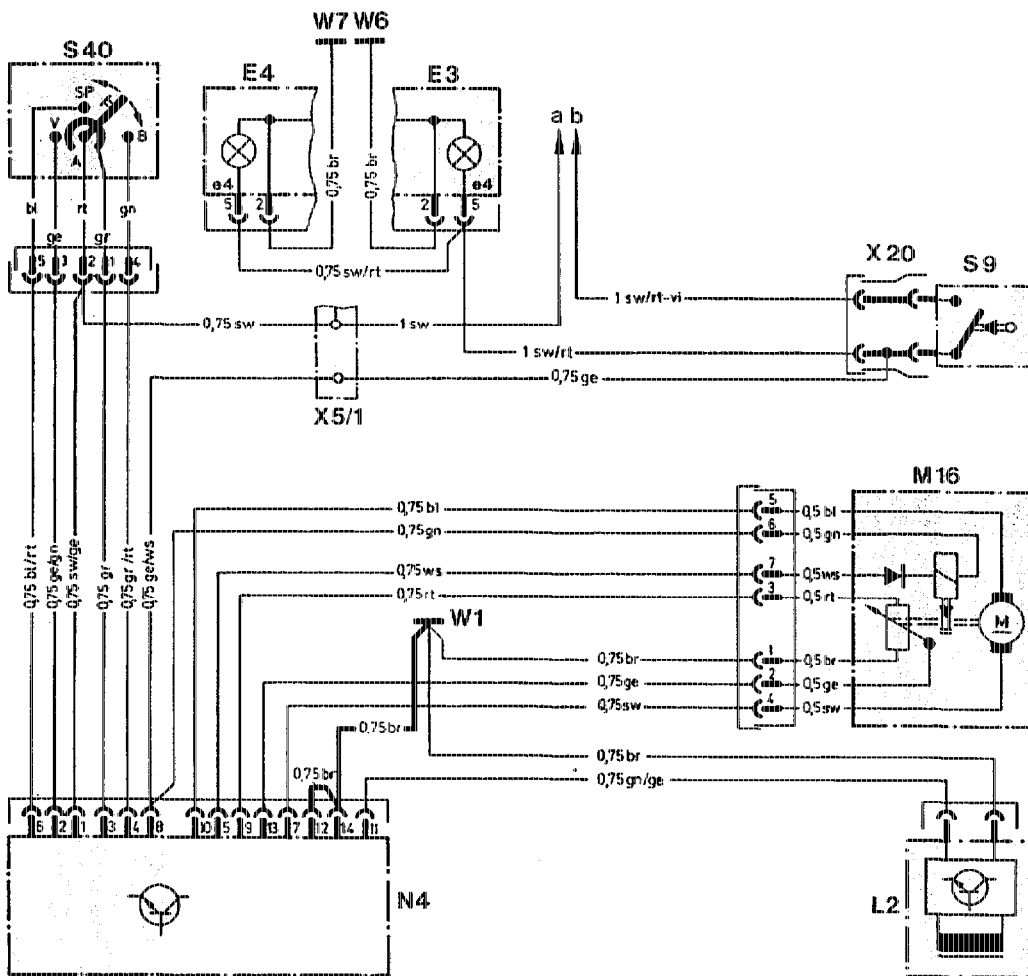 W7 W6
S40
E4
E3
SP
V
B
A
a b
e4
e4
5
2
2
5
0,75 br
0,75 br
bl
rt
gn
ge
gr
5
3
2
1
4
0,75 sw/rt
X 20
S9
1 sw/rt-vi
0,75 sw
1 sw
1 sw/rt
0,75 ge
X5/1
M16
0,75 bl
5
0,5 bl
0,75 gn
6
0,5 gn
0,75 ws
7
0,5 ws
0,75 rt
3
0,5 rt
0,75 bl/rt
0,75 ge/gn
0,75 sw/ge
0,75 gr
0,75 gr/rt
0,75 ge/ws
W1
M
0,75 br
1
0,5 br
0,75 ge
2
0,5 ge
0,75 sw
4
0,5 sw
0,75 br
0,75 br
0,75 br
0,75 gn/ge
6
2
1
3
4
8
10
5
9
13
7
12
14
11
N4
L2